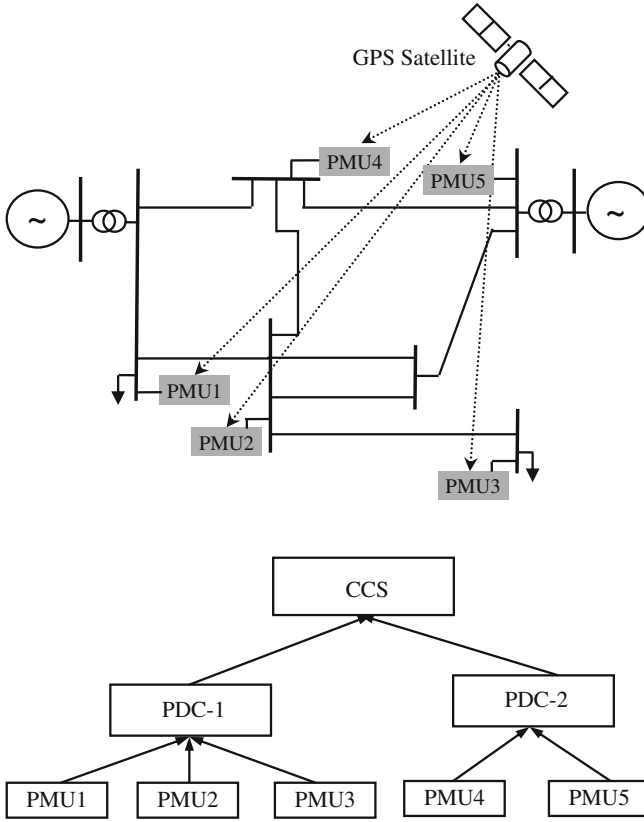 GPS Satellite
PMU4
PMU5
~
~
PMU1
PMU2
PMU3
CCS
PDC-1
PDC-2
PMU1
PMU2
PMU3
PMU4
PMU5